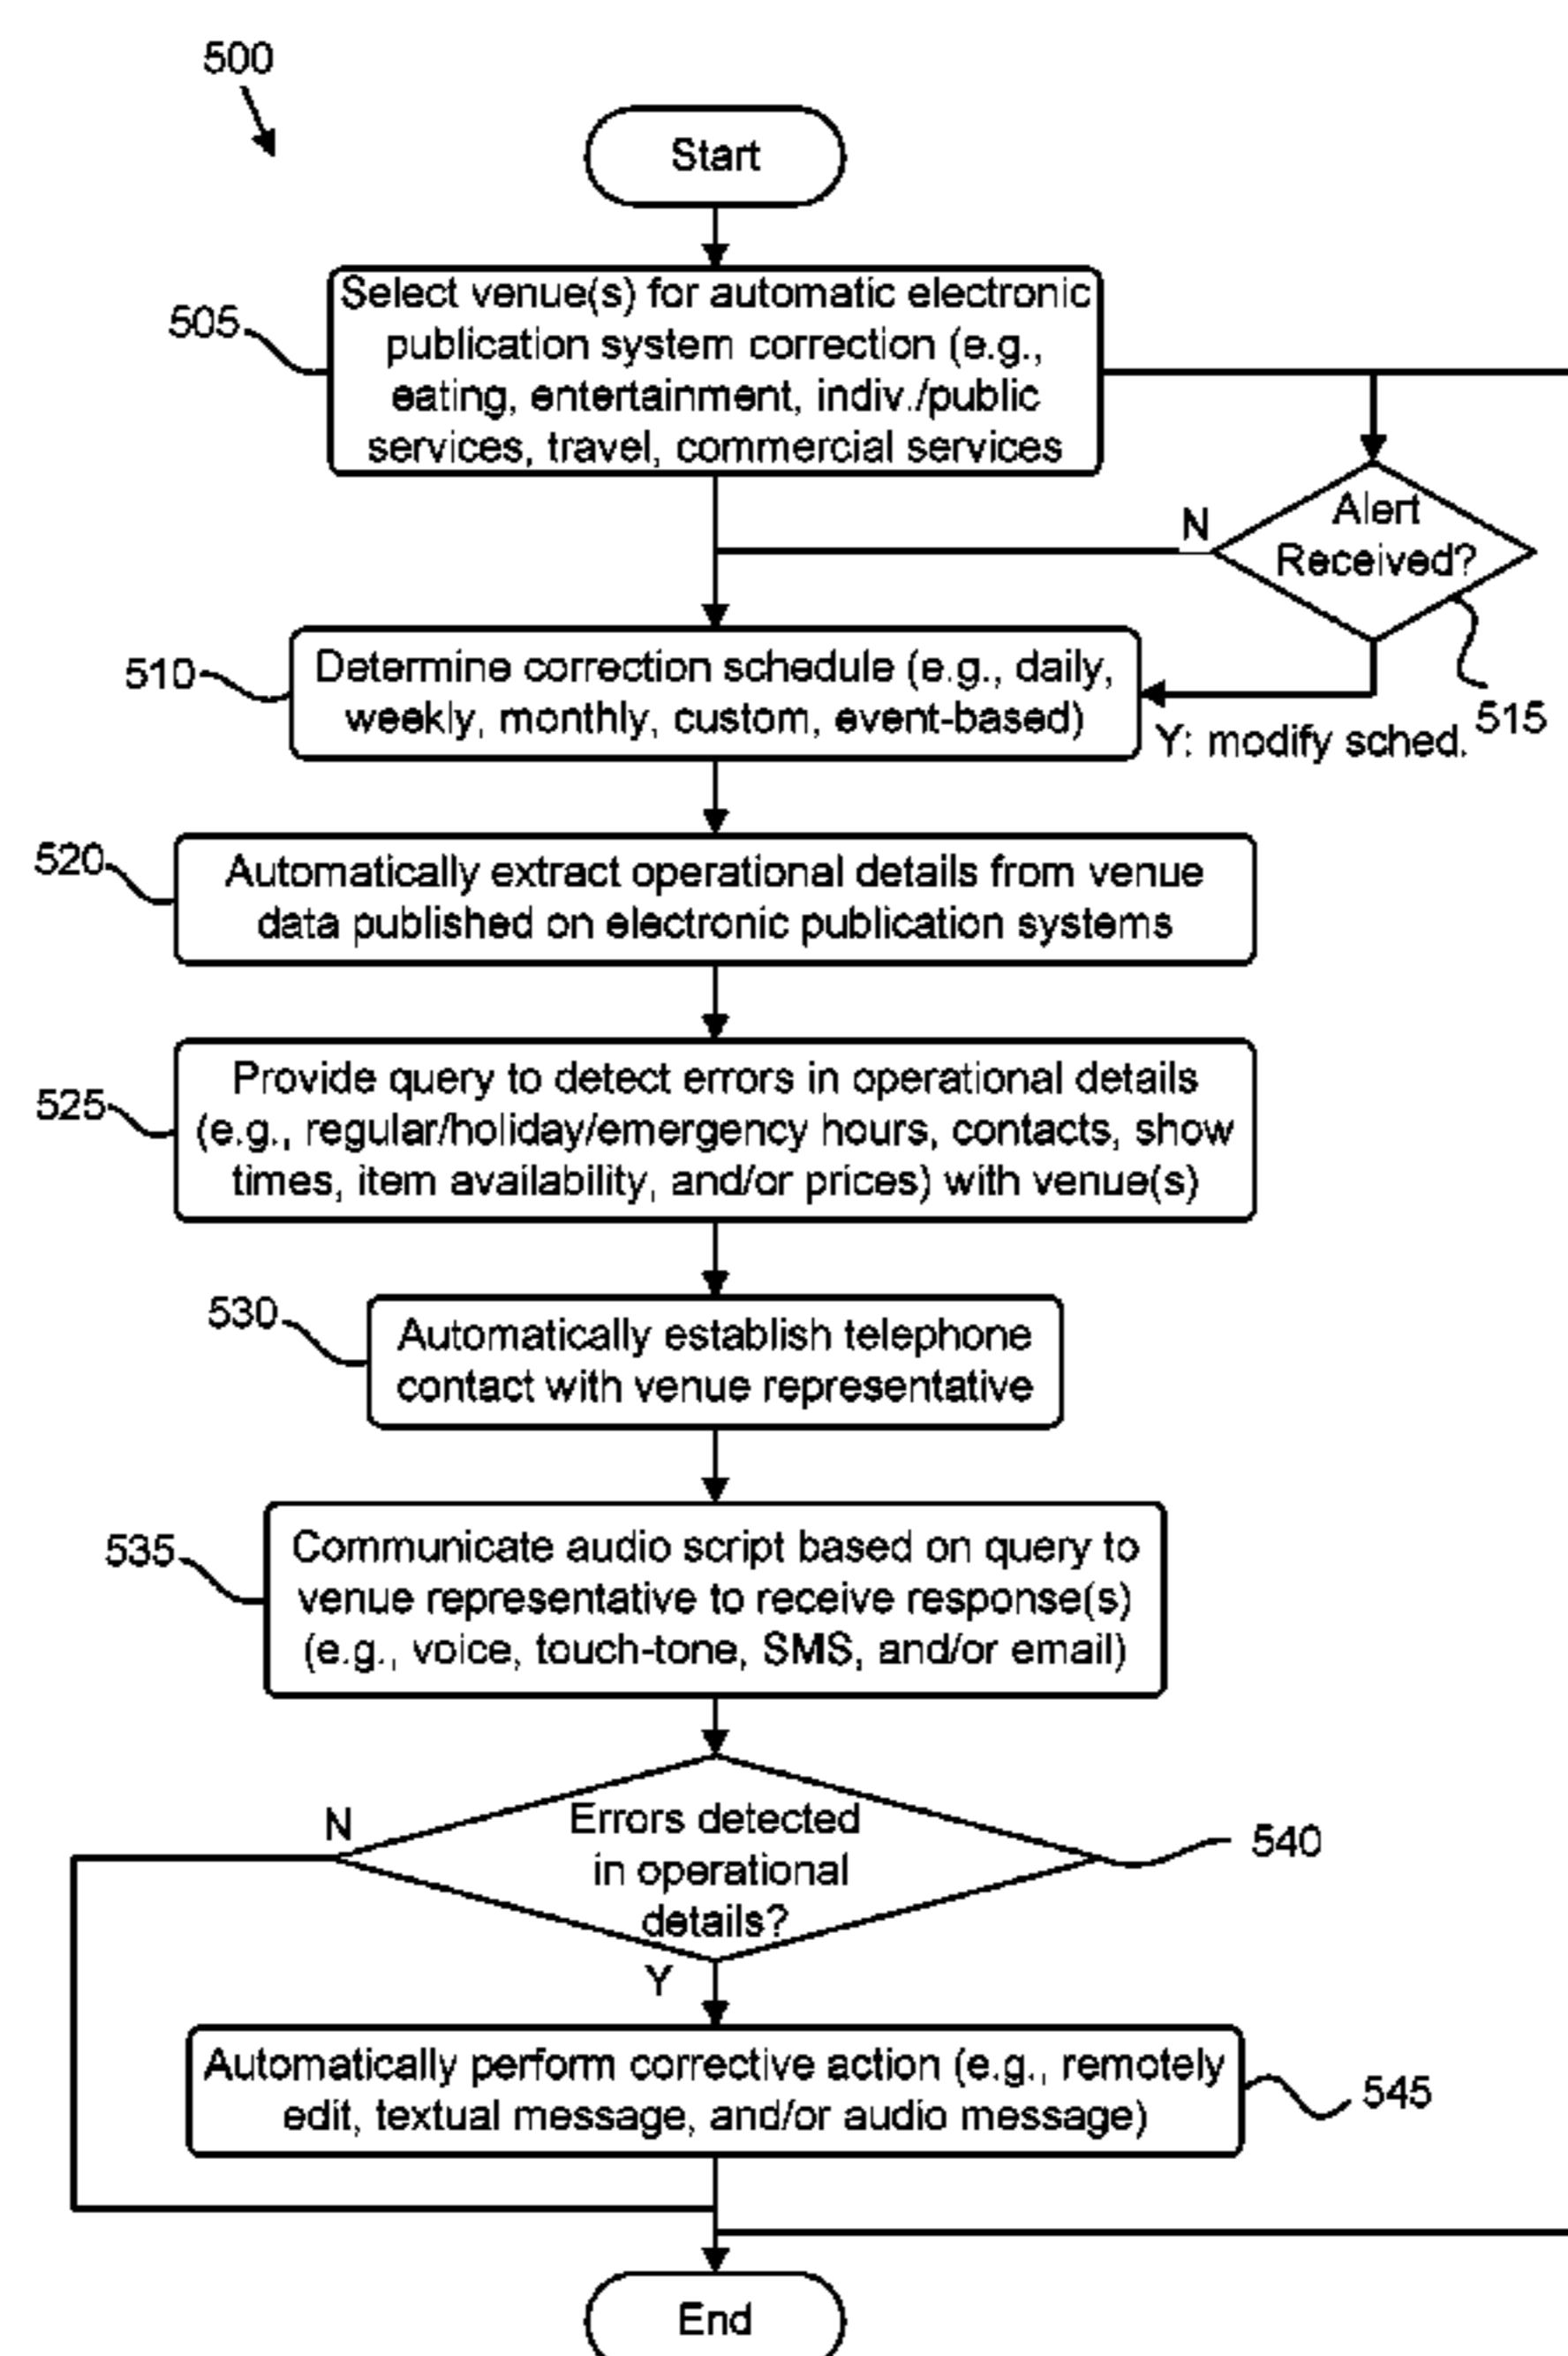 500
Start
505
Select venue(s) for automatic electronic
publication system correction (e.g.,
eating, entertainment, indiv./public
services, travel, commercial services
Alert
Received?
N
515
510
Determine correction schedule (e.g., daily,
weekly, monthly, custom, event-based)
Y: modify sched.
520
Automatically extract operational details from venue
data published on electronic publication systems
525
Provide query to detect errors in operational details
(e.g., regular/holiday/emergency hours, contacts, show
times, item availability, and/or prices) with venue(s)
530
Automatically establish telephone
contact with venue representative
535
Communicate audio script based on query to
venue representative to receive response(s)
(e.g., voice, touch-tone, SMS, and/or email)
N
Errors detected
in operational
details?
540
Y
Automatically perform corrective action (e.g., remotely
edit, textual message, and/or audio message)
545
End